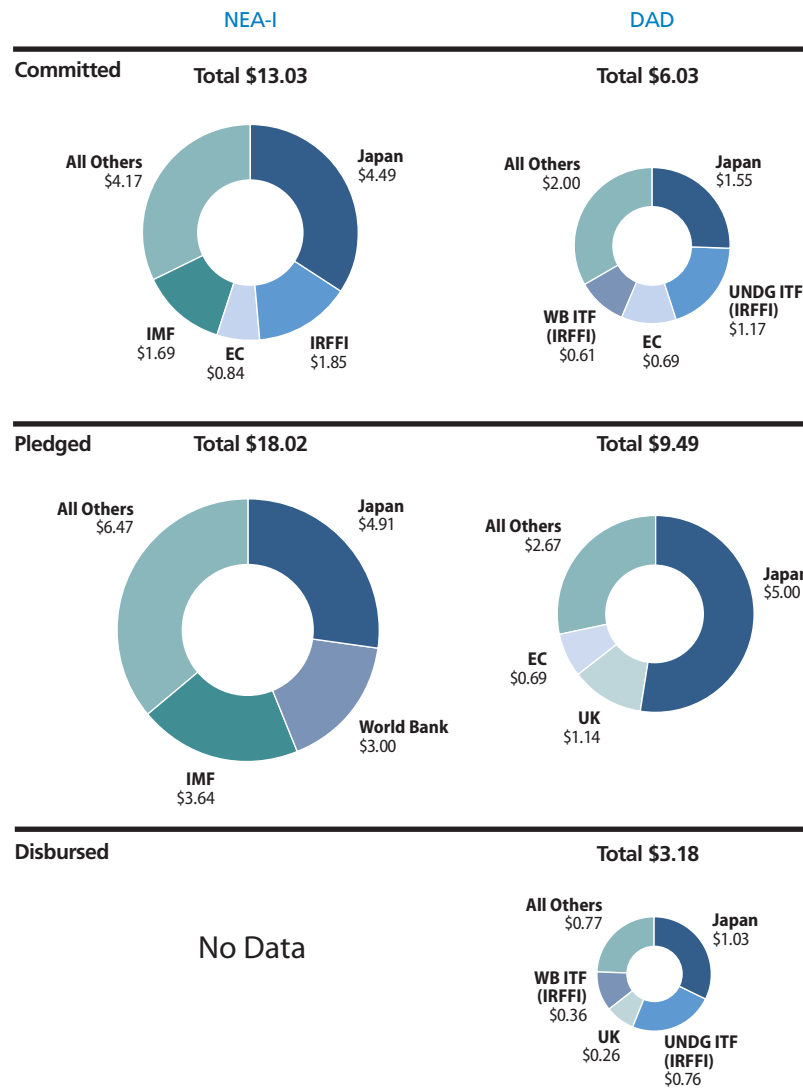 NEA-I
DAD
Committed
Total $13.03
Total $6.03
All Others
$4.17
Japan
$4.49
IMF
$1.69
EC
$0.84
IRFFI
$1.85
All Others
$2.00
Japan
$1.55
WB ITF
(IRFFI)
$0.61
EC
$0.69
UNDG ITF
(IRFFI)
$1.17
Pledged
Total $18.02
Total $9.49
All Others
$6.47
Japan
$4.91
World Bank
$3.00
IMF
$3.64
All Others
$2.67
Japan
$5.00
EC
$0.69
UK
$1.14
Disbursed
Total $3.18
No Data
All Others
$0.77
Japan
$1.03
WB ITF
(IRFFI)
$0.36
UK
$0.26
UNDG ITF
(IRFFI)
$0.76